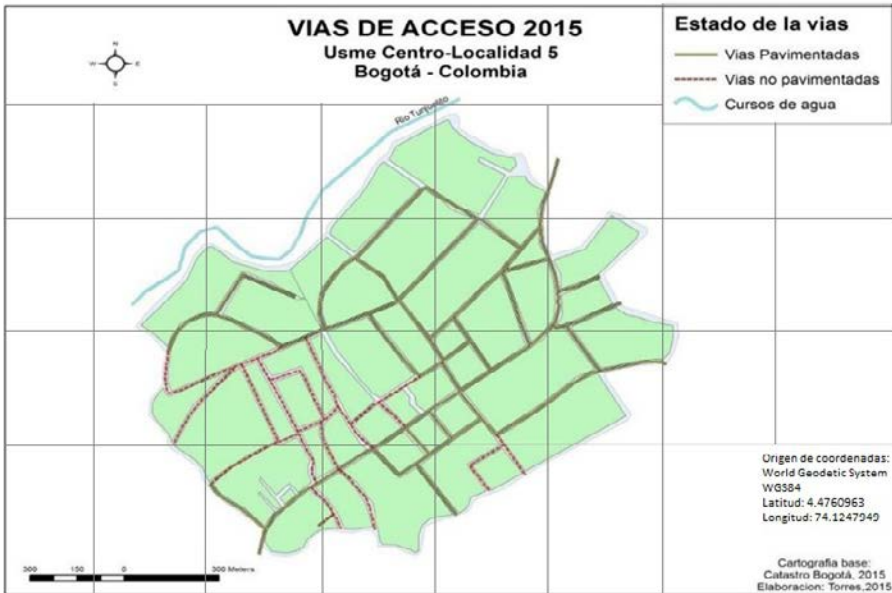 VIAS DE ACCESO 2015
Usme Centro-Localidad 5
Bogotá - Colombia
N
W
E
S
Estado de la vias
Vias Pavimentadas
Vias no pavimentadas
Cursos de agua
Rio Tunjuelito
Origen de coordenadas:
World Geodetic System
WGS84
Latitud: 4.4760963
Longitud: 74.1247949
300 150 0 300 Meters
Cartografia base:
Catastro Bogotá, 2015
Elaboracion: Torres,2015